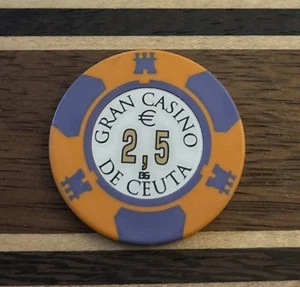 GRAN CASINO
€
2,5
BG
DE CEUTA